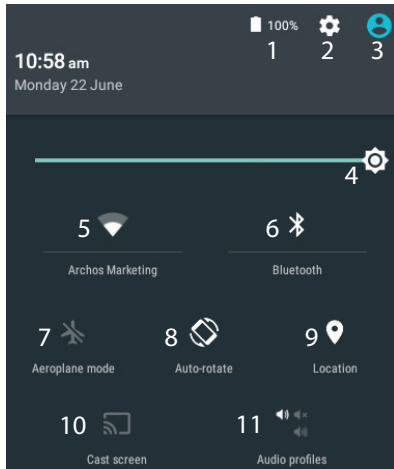 100%
1 2 3
10:58 am
Monday 22 June
4
5 6
Archos Marketing Bluetooth
7 8 9
Aeroplane mode Auto-rotate Location
10 11
Cast screen Audio profiles